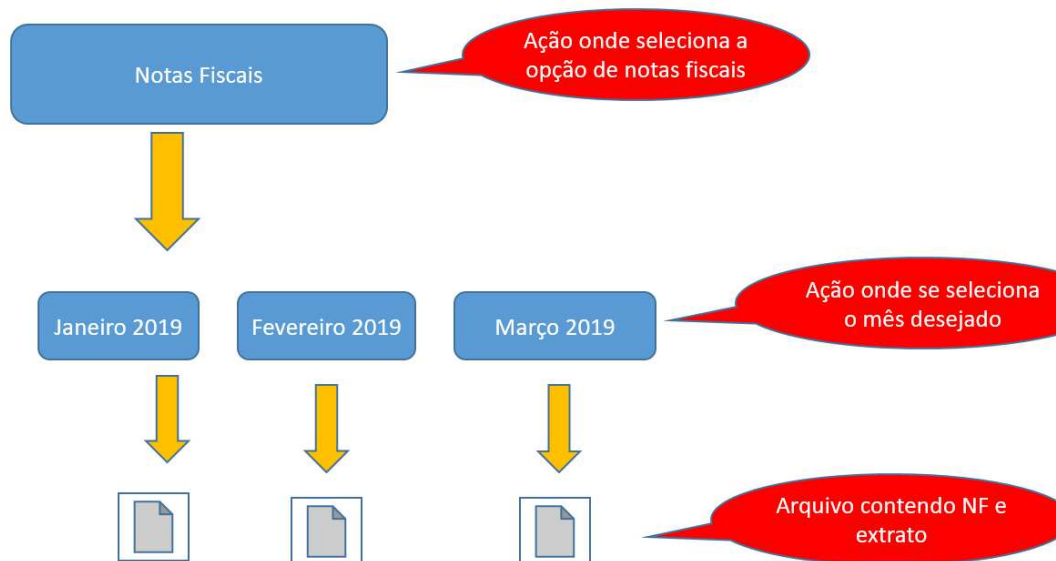 Notas Fiscais
Ação onde seleciona a
opção de notas fiscais
Janeiro 2019
Fevereiro 2019
Março 2019
Ação onde se seleciona
o mês desejado
Arquivo contendo NF e
extrato